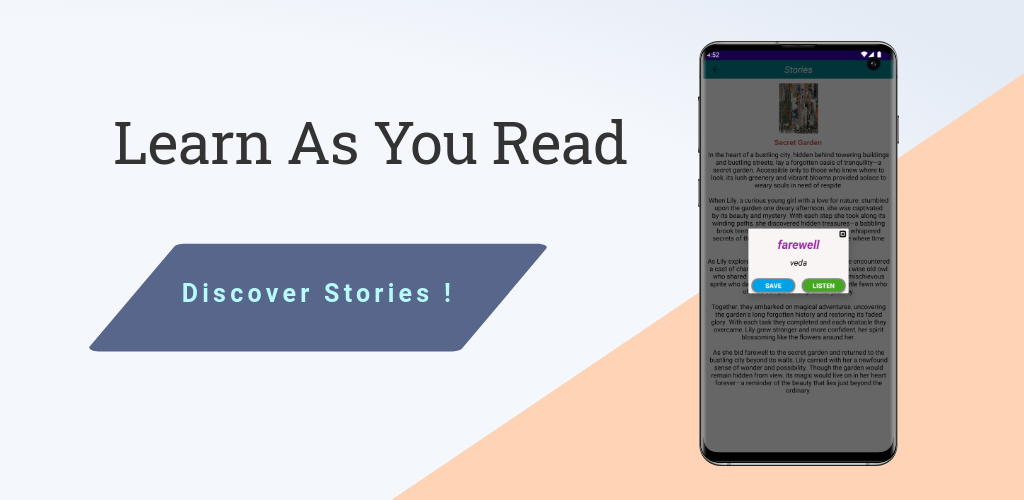 Learn As You Read
Discover Stories !
4:52
Stories
Secret Garden
In the heart of a bustling city, hidden behind towering buildings
and bustling streets, lay a forgotten oasis of tranquility—a
secret garden. Accessible only to those who knew where to
look, its lush greenery and vibrant blooms provided solace to
weary souls in need of respite.
When Lily, a curious young girl with a love for nature, stumbled
upon the garden one dreary afternoon, she was captivated
by its beauty and mystery. With each step she took along its
winding paths, she discovered hidden treasures—a babbling
brook teem whispered
secrets of th where time
farewell
veda
SAVE
LISTEN
As Lily explore encountered
a cast of char wise old owl
who shared mischievous
sprite who de tle fawn who
Together, they embarked on magical adventures, uncovering
the garden's long-forgotten history and restoring its faded
glory. With each task they completed and each obstacle they
overcame, Lily grew stronger and more confident, her spirit
blossoming like the flowers around her.
As she bid farewell to the secret garden and returned to the
bustling city beyond its walls, Lily carried with her a newfound
sense of wonder and possibility. Though the garden would
remain hidden from view, its magic would live on in her heart
forever—a reminder of the beauty that lies just beyond the
ordinary.